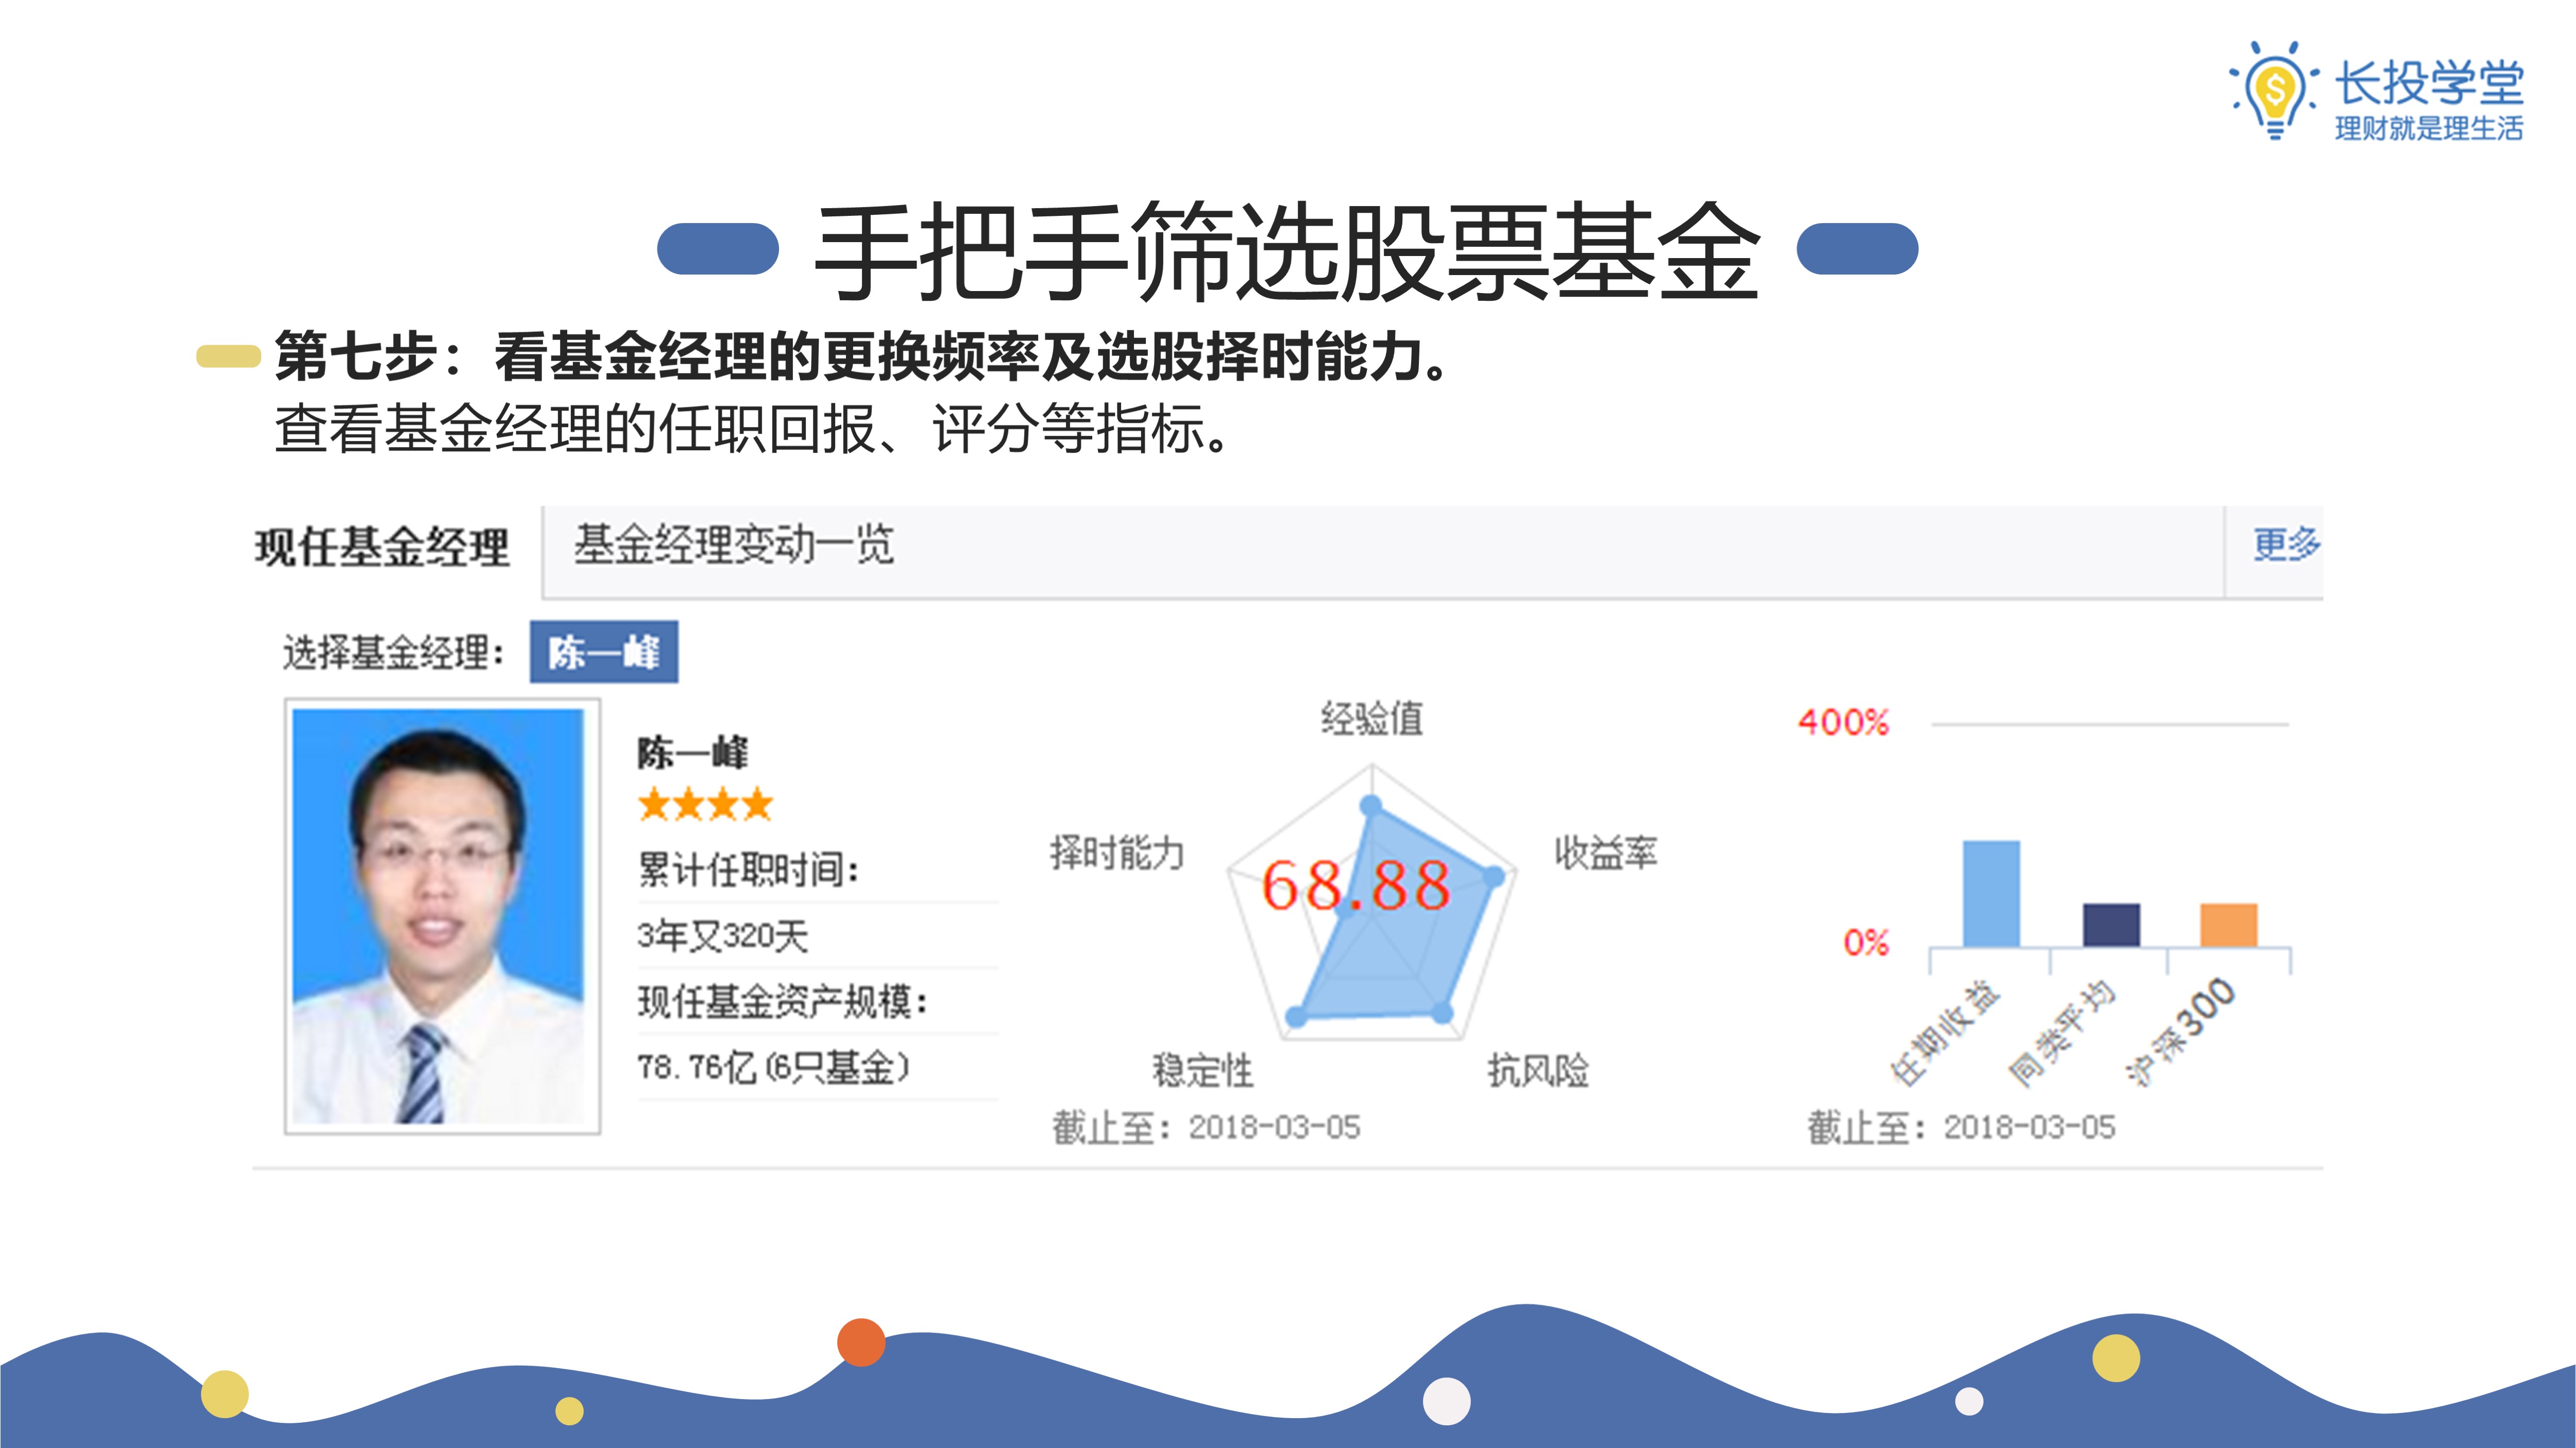 长投学堂
理财就是理生活
手把手筛选股票基金
第七步：看基金经理的更换频率及选股择时能力。
查看基金经理的任职回报、评分等指标。
现任基金经理
基金经理变动一览
更多
选择基金经理：
陈一峰
陈一峰
累计任职时间：
3年又320天
现任基金资产规模：
78.76亿(6只基金)
经验值
择时能力
收益率
68.88
稳定性
抗风险
截止至：2018-03-05
400%
0%
任期收益
同类平均
沪深300
截止至：2018-03-05